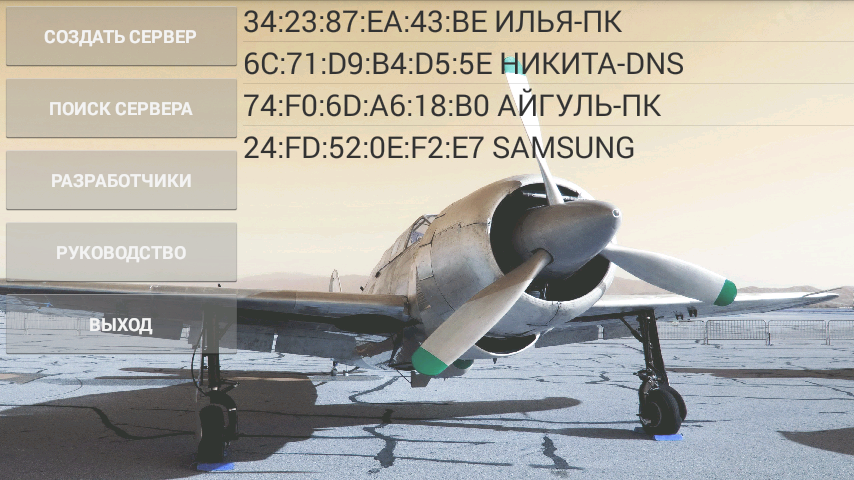 СОЗДАТЬ СЕРВЕР
ПОИСК СЕРВЕРА
РАЗРАБОТЧИКИ
РУКОВОДСТВО
ВЫХОД
34:23:87:EA:43:BE ИЛЬЯ-ПК
6C:71:D9:B4:D5:5E НИКИТА-DNS
74:F0:6D:A6:18:B0 АЙГУЛЬ-ПК
24:FD:52:0E:F2:E7 SAMSUNG